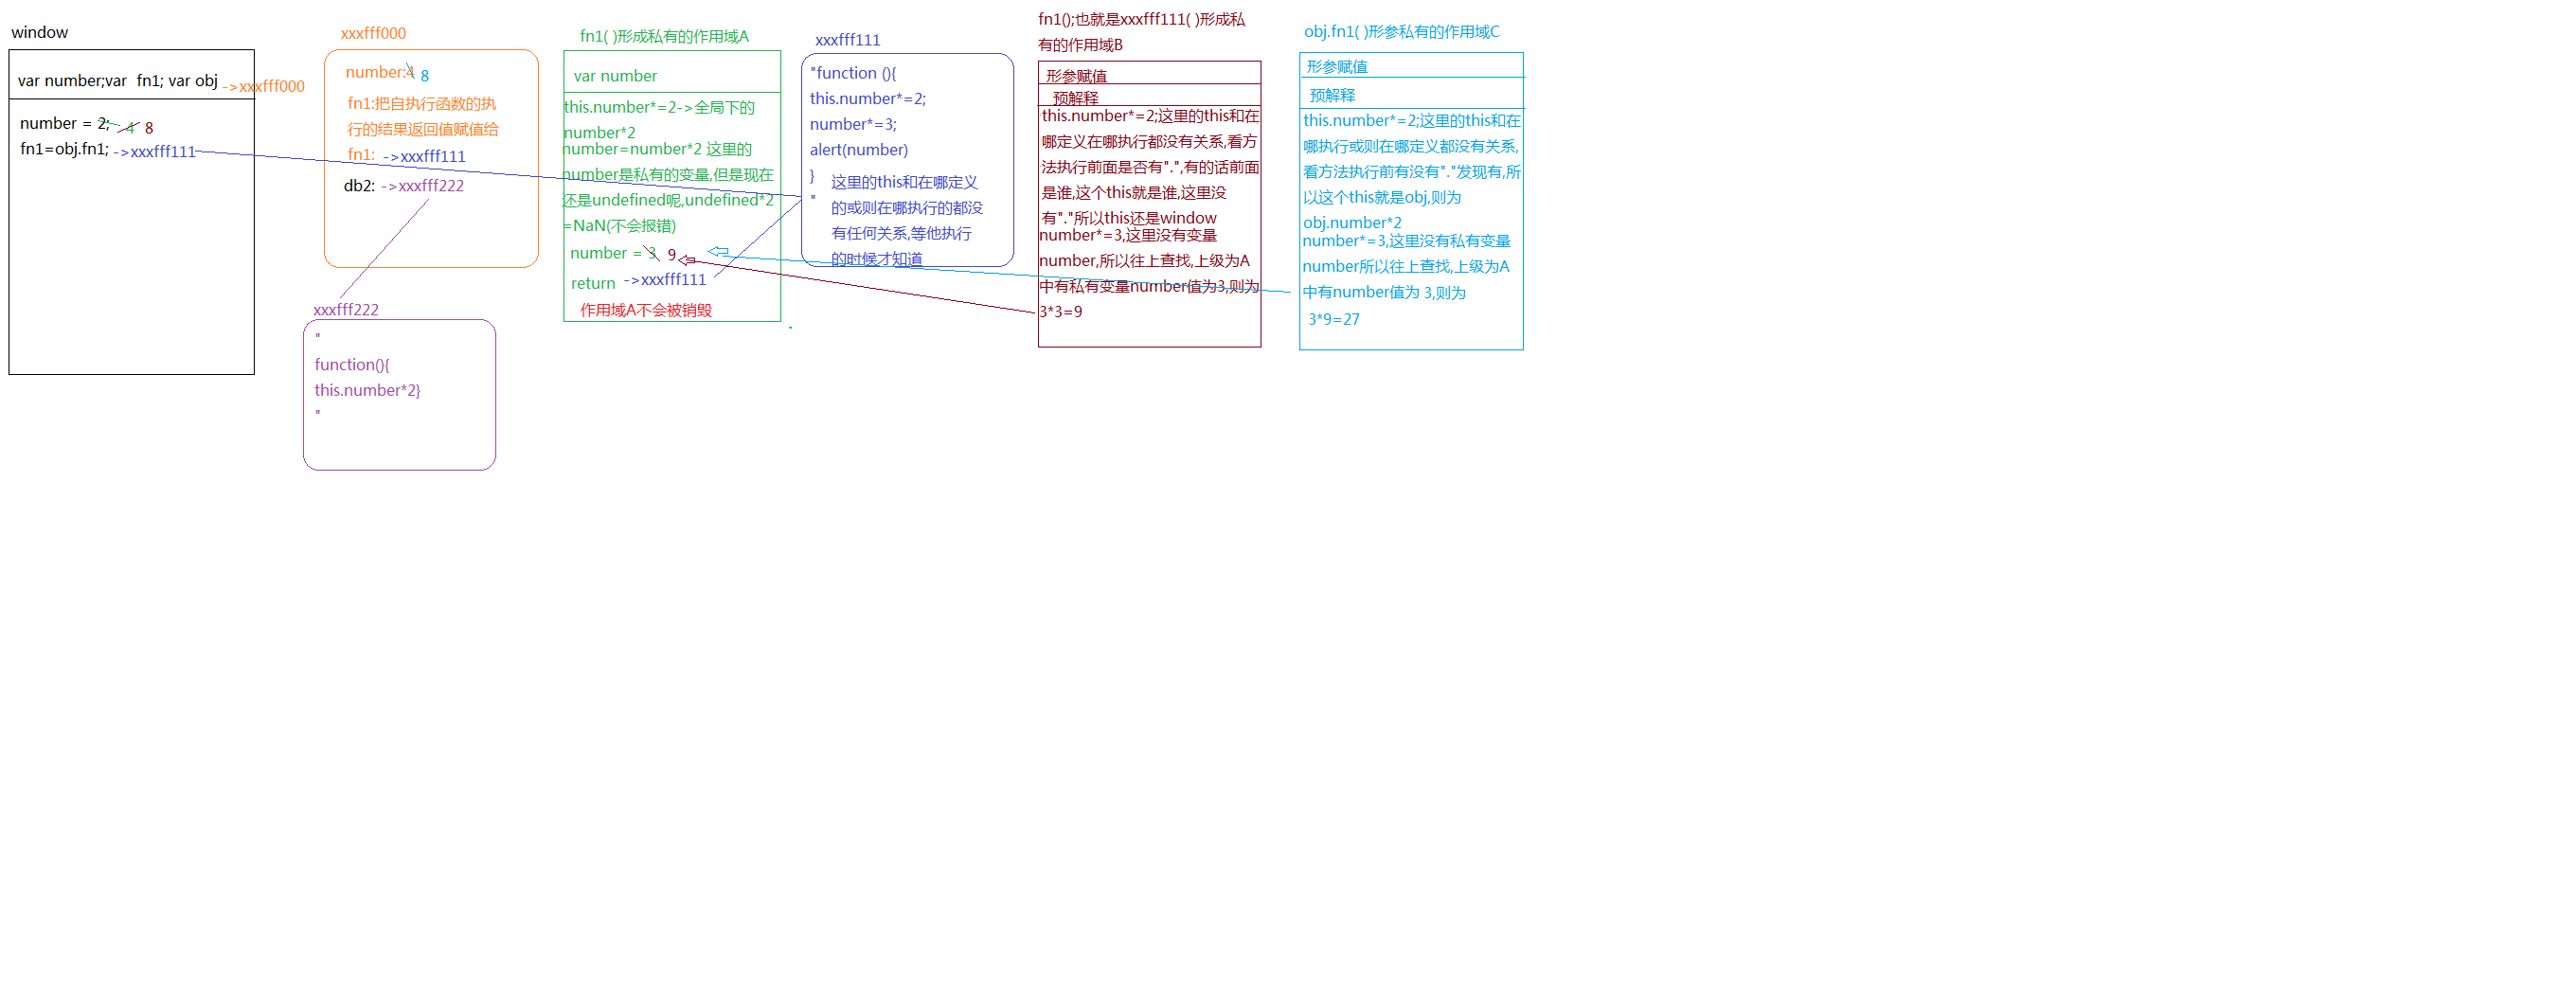 window
var number;var  fn1; var obj ->xxxfff000
number = 2; 4 8
fn1=obj.fn1; ->xxxfff111
xxxfff000
number:4 8
fn1:把自执行函数的执
行的结果返回值赋值给
fn1: ->xxxfff111
db2: ->xxxfff222
xxxfff222
"
function(){
this.number*2}
"
fn1( )形成私有的作用域A
var number
this.number*=2->全局下的
number*2
number=number*2 这里的
number是私有的变量,但是现在
还是undefined呢,undefined*2
=NaN(不会报错)
number = 3 9
return ->xxxfff111
作用域A不会被销毁
xxxfff111
"function (){
this.number*=2;
number*=3;
alert(number)
}
"
这里的this和在哪定义
的或则在哪执行的都没
有任何关系,等他执行
的时候才知道
fn1();也就是xxxfff111( )形成私
有的作用域B
形参赋值
预解释
this.number*=2;这里的this和在
哪定义在哪执行都没有关系,看方
法执行前面是否有".",有的话前面
是谁,这个this就是谁,这里没
有"."所以this还是window
number*=3,这里没有变量
number,所以往上查找,上级为A
中有私有变量number值为3,则为
3*3=9
obj.fn1( )形参私有的作用域C
形参赋值
预解释
this.number*=2;这里的this和在
哪执行或则在哪定义都没有关系,
看方法执行前有没有"."发现有,所
以这个this就是obj,则为
obj.number*2
number*=3,这里没有私有变量
number所以往上查找,上级为A
中有number值为 3,则为
3*9=27